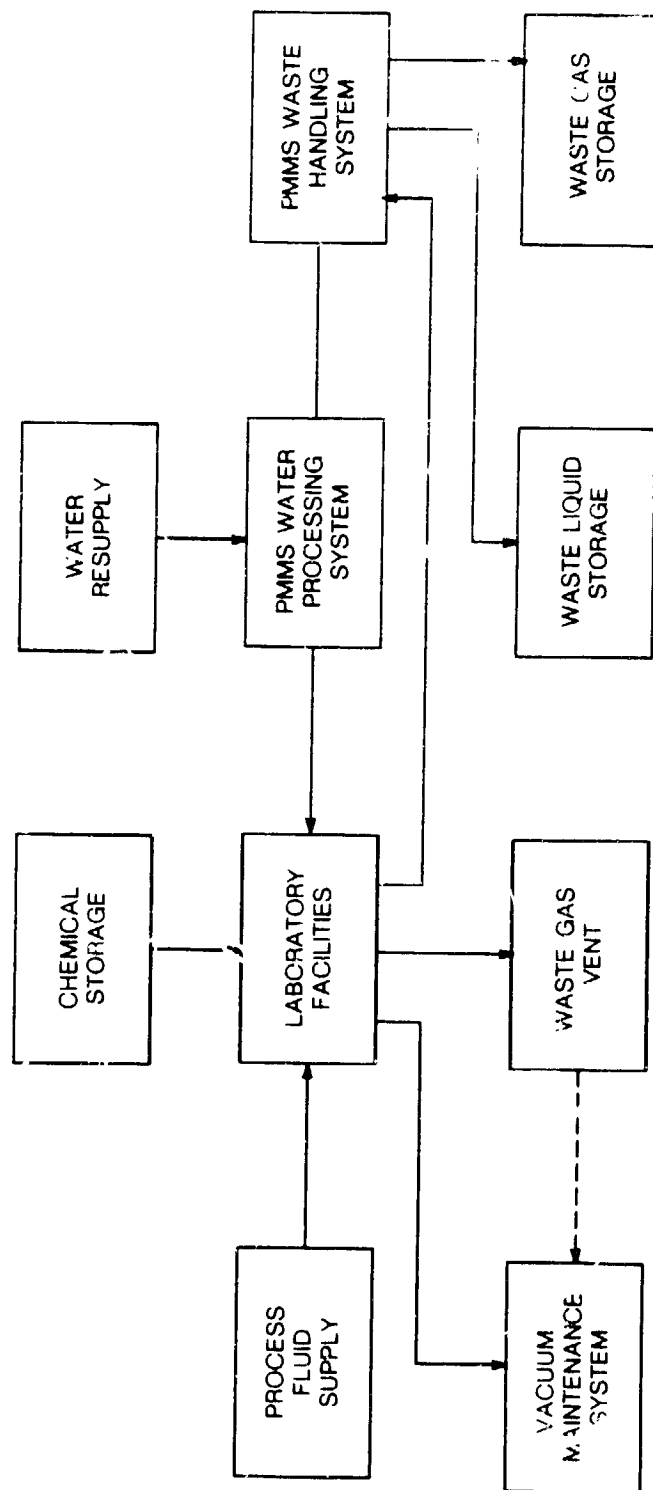 CHEMICAL
STORAGE
WATER
RESUPPLY
PROCESS
FLUID
SUPPLY
LABORATORY
FACILITIES
PMMS WATER
PROCESSING
SYSTEM
PMMS WASTE
HANDLING
SYSTEM
VACUUM
MAINTENANCE
SYSTEM
WASTE GAS
VENT
WASTE LIQUID
STORAGE
WASTE GAS
STORAGE